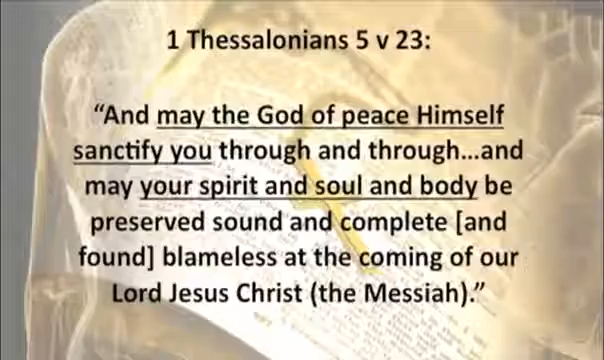 1 Thessalonians 5 v 23:
“And may the God of peace Himself
sanctify you through and through...and
may your spirit and soul and body be
preserved sound and complete [and
found] blameless at the coming of our
Lord Jesus Christ (the Messiah).”